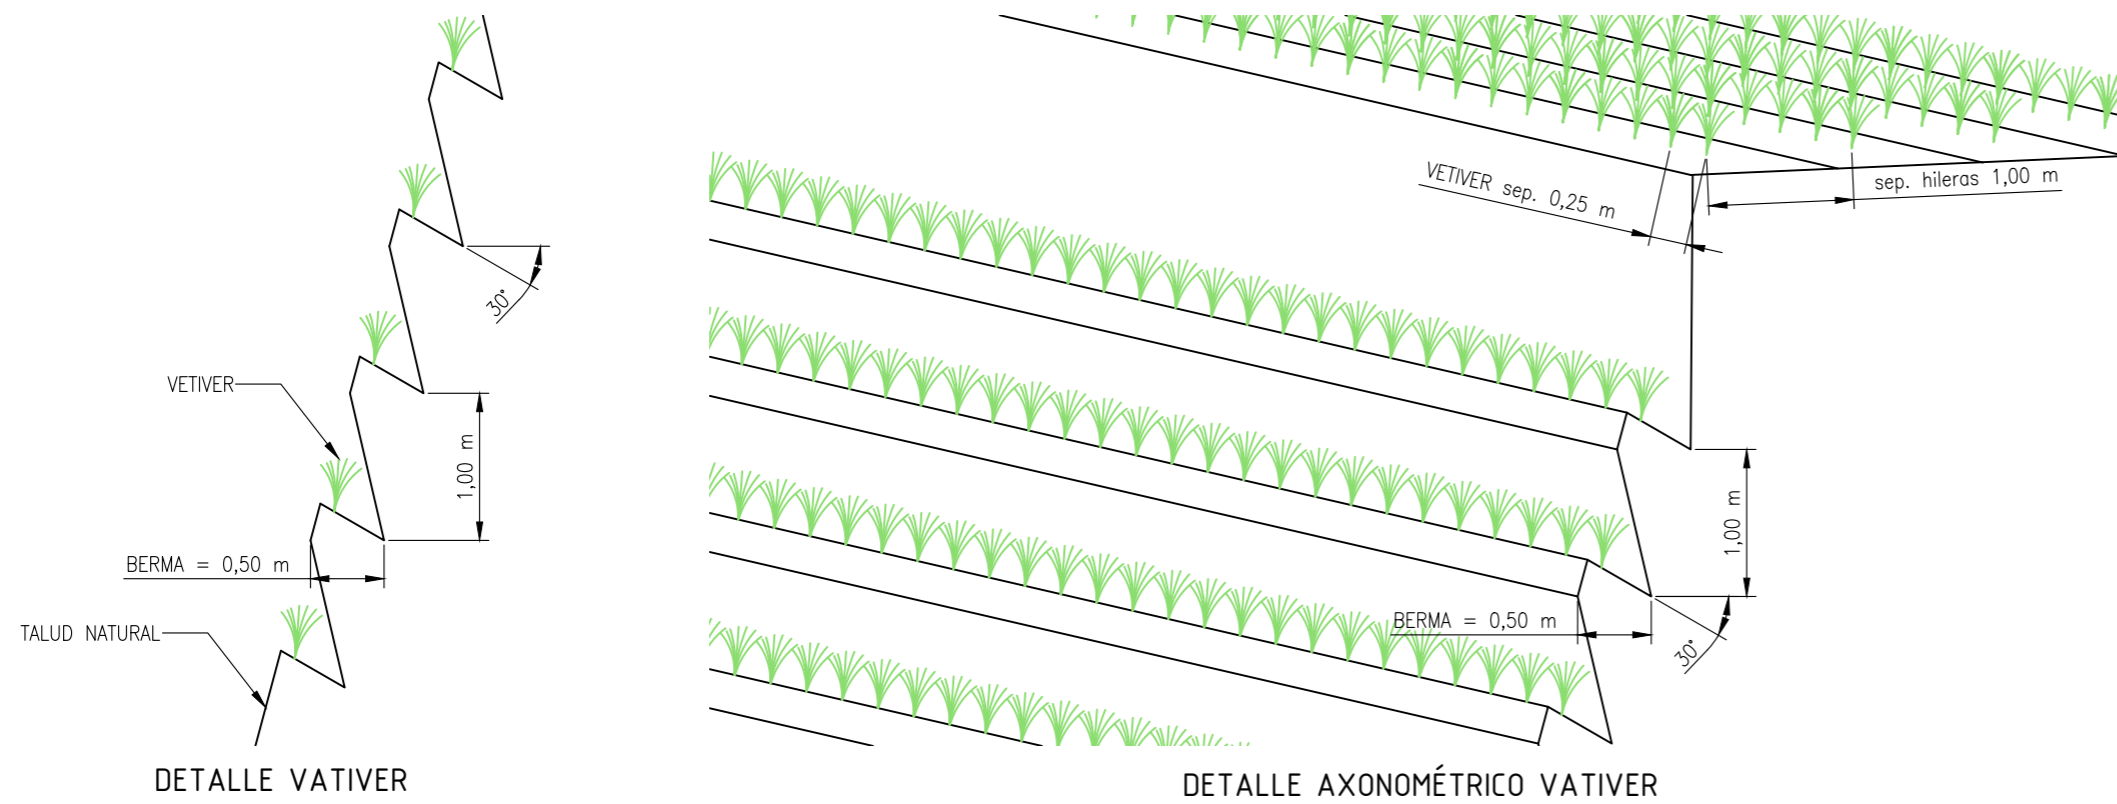 30°
VETIVER
1,00 m
BERMA = 0,50 m
TALUD NATURAL
DETALLE VATIVER
VETIVER sep. 0,25 m
sep. hileras 1,00 m
1,00 m
BERMA = 0,50 m
30°
DETALLE AXONOMÉTRICO VATIVER